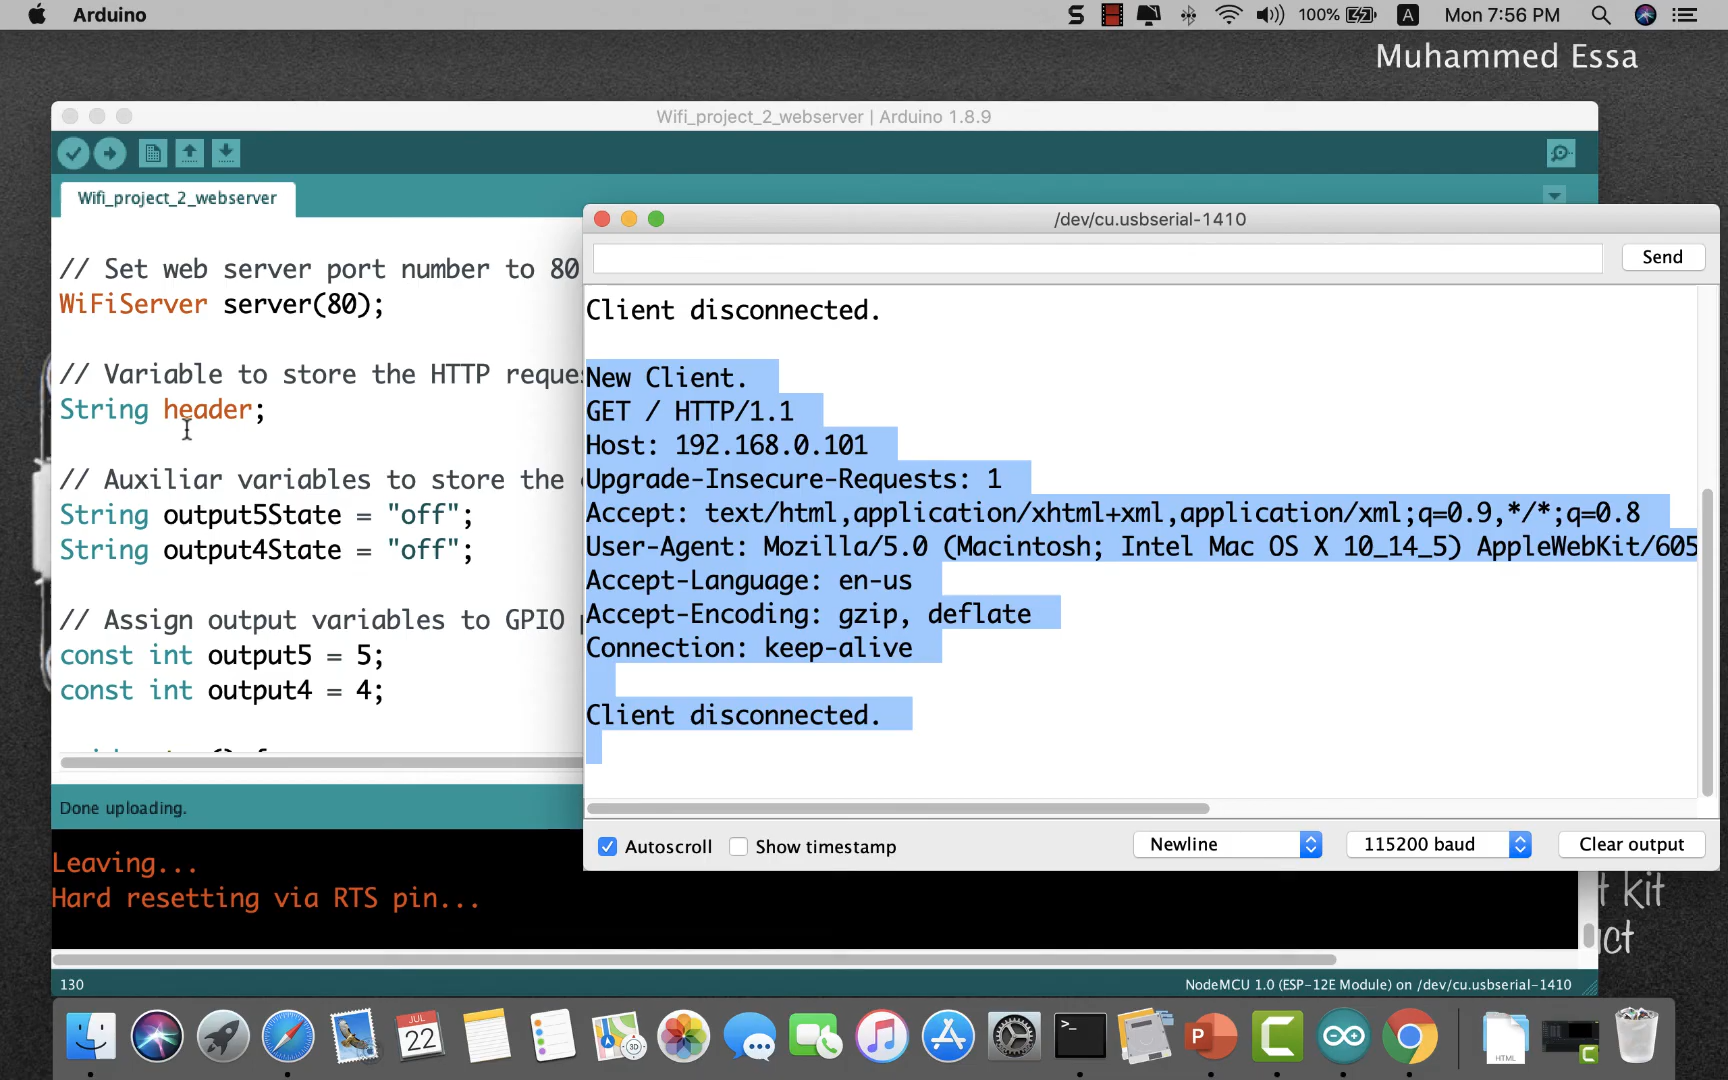 Arduino
S
100%
A
Mon 7:56 PM
Muhammed Essa
Wifi_project_2_webserver | Arduino 1.8.9
Wifi_project_2_webserver
// Set web server port number to 80
WiFiServer server(80);
// Variable to store the HTTP reque
String header;
// Auxiliar variables to store the
String output5State = "off";
String output4State = "off";
// Assign output variables to GPIO
const int output5 = 5;
const int output4 = 4;
/dev/cu.usbserial-1410
Send
Client disconnected.
New Client.
GET / HTTP/1.1
Host: 192.168.0.101
Upgrade-Insecure-Requests: 1
Accept: text/html,application/xhtml+xml,application/xml;q=0.9,*/*;q=0.8
User-Agent: Mozilla/5.0 (Macintosh; Intel Mac OS X 10_14_5) AppleWebKit/605
Accept-Language: en-us
Accept-Encoding: gzip, deflate
Connection: keep-alive
Client disconnected.
Autoscroll
Show timestamp
Newline
115200 baud
Clear output
Done uploading.
Leaving...
Hard resetting via RTS pin...
t kit
uct
130
NodeMCU 1.0 (ESP-12E Module) on /dev/cu.usbserial-1410
JUL
22
3D
>_
P
C
HTML
C